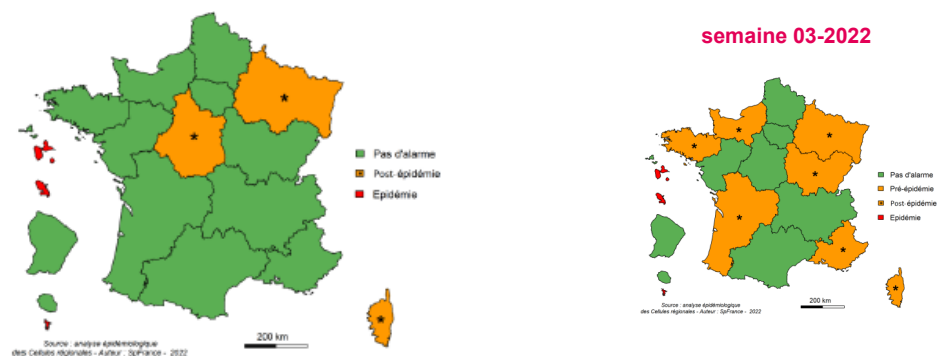 semaine 03-2022
Pas d'alarme
Post-épidémie
Epidémie
200 km
Source : analyse épidémiologique
des Cellules régionales - Auteur : SpFrance - 2022
Pas d'alarme
Pré-épidémie
Post-épidémie
Epidémie
200 km
Source : analyse épidémiologique
des Cellules régionales - Auteur : SpFrance - 2022